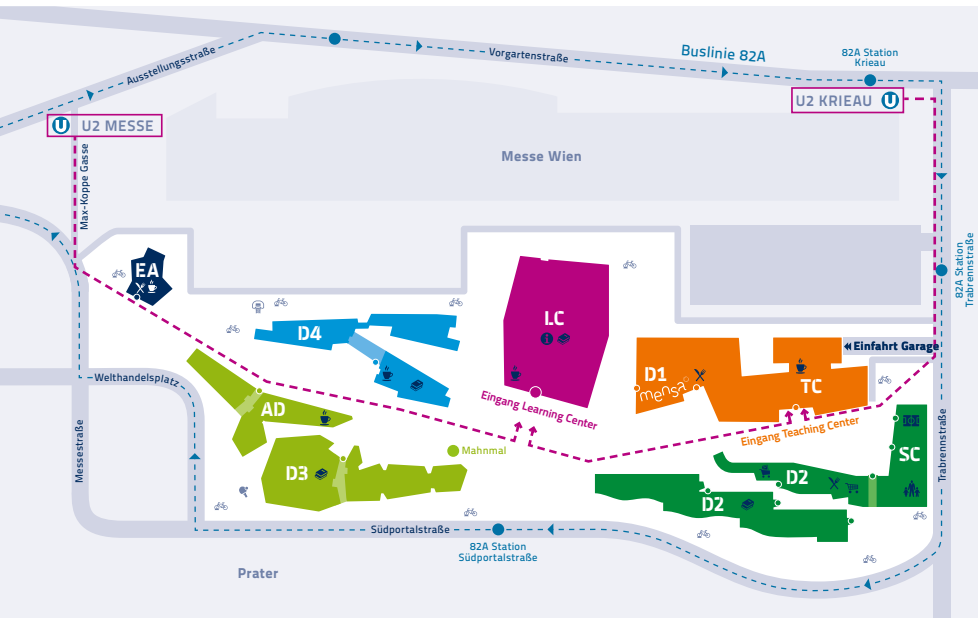 Ausstellungsstraße
Vorgartenstraße
Buslinie 82A
82A Station
Krieau
U2 KRIEAU U
U U2 MESSE
Messe Wien
Max-Koppe Gasse
82A Station
Trabrennstraße
EA
D4
LC
i
Einfahrt Garage
D1
mensa
TC
Eingang Learning Center
Eingang Teaching Center
Welthandelsplatz
AD
Mahnmal
D3
SC
D2
D2
Messestraße
Trabrennstraße
Südportalstraße
82A Station
Südportalstraße
Prater